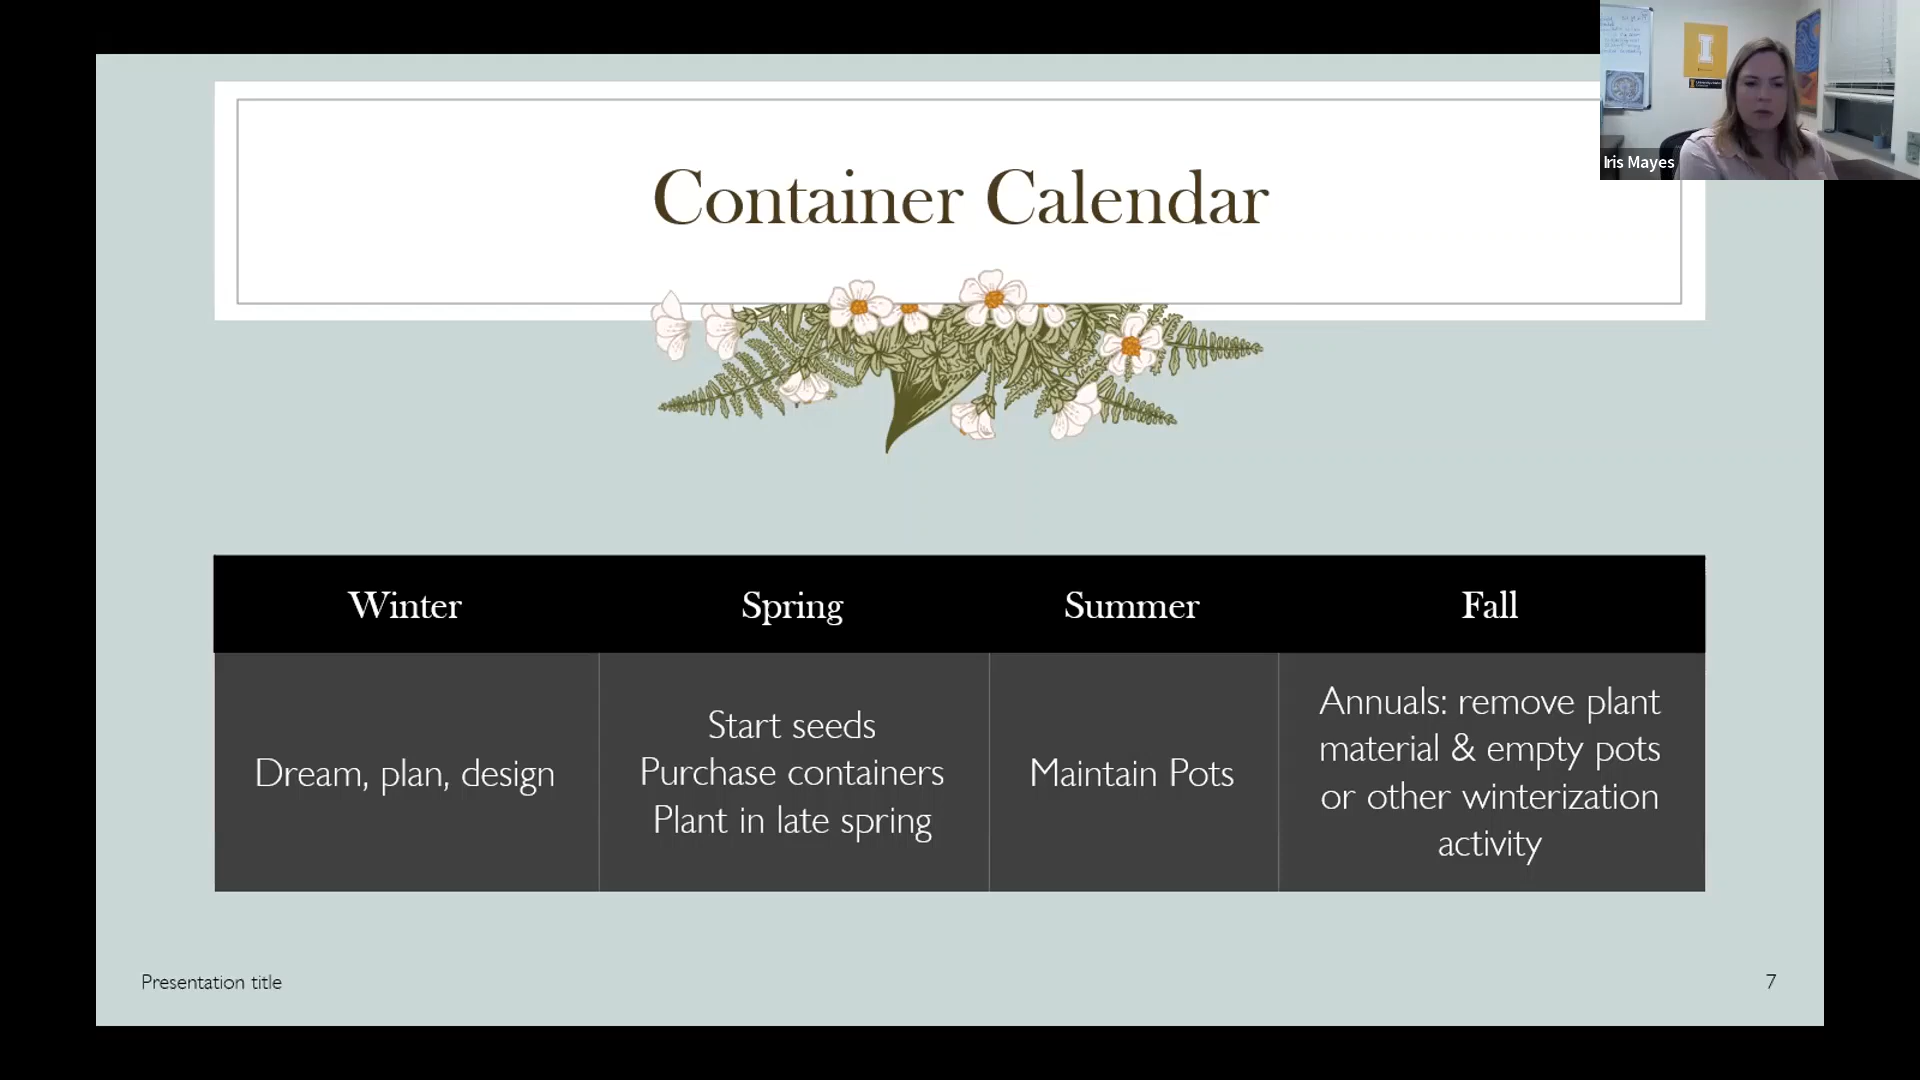 Iris Mayes
Container Calendar
Winter
Spring
Summer
Fall
Dream, plan, design
Start seeds
Purchase containers
Plant in late spring
Maintain Pots
Annuals: remove plant
material & empty pots
or other winterization
activity
Presentation title
7